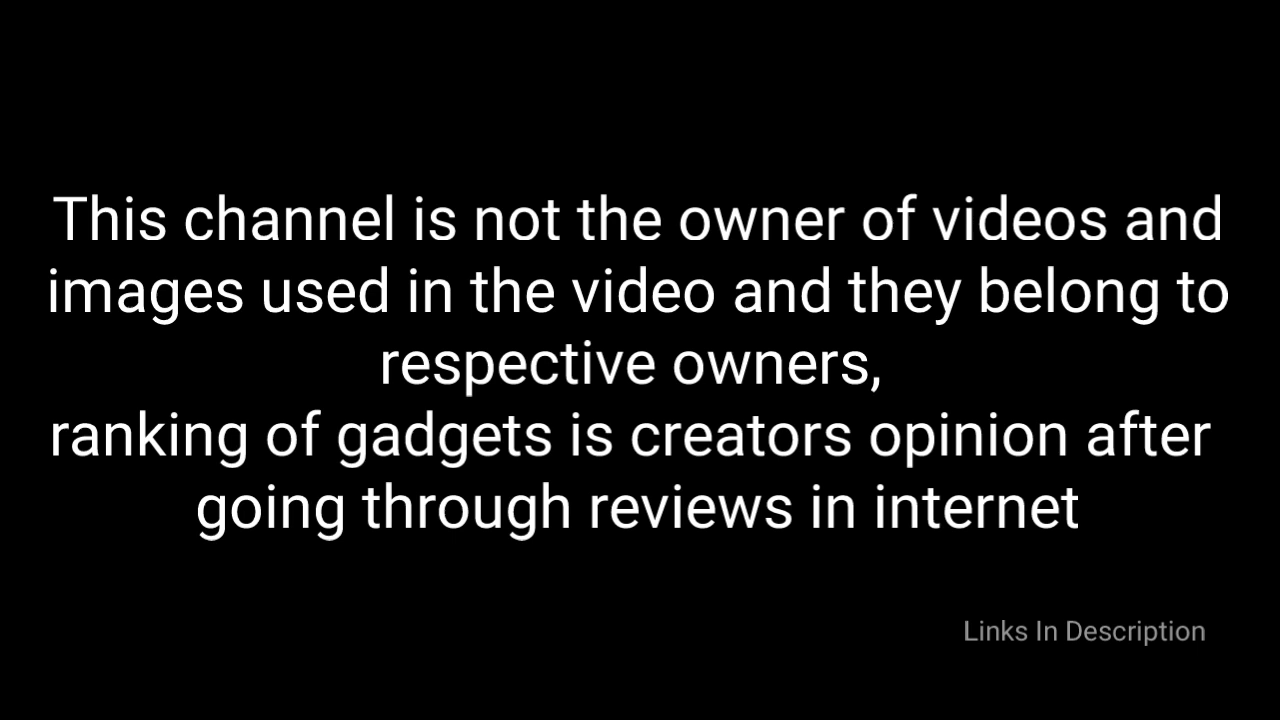 This channel is not the owner of videos and
images used in the video and they belong to
respective owners,
ranking of gadgets is creators opinion after
going through reviews in internet
Links In Description